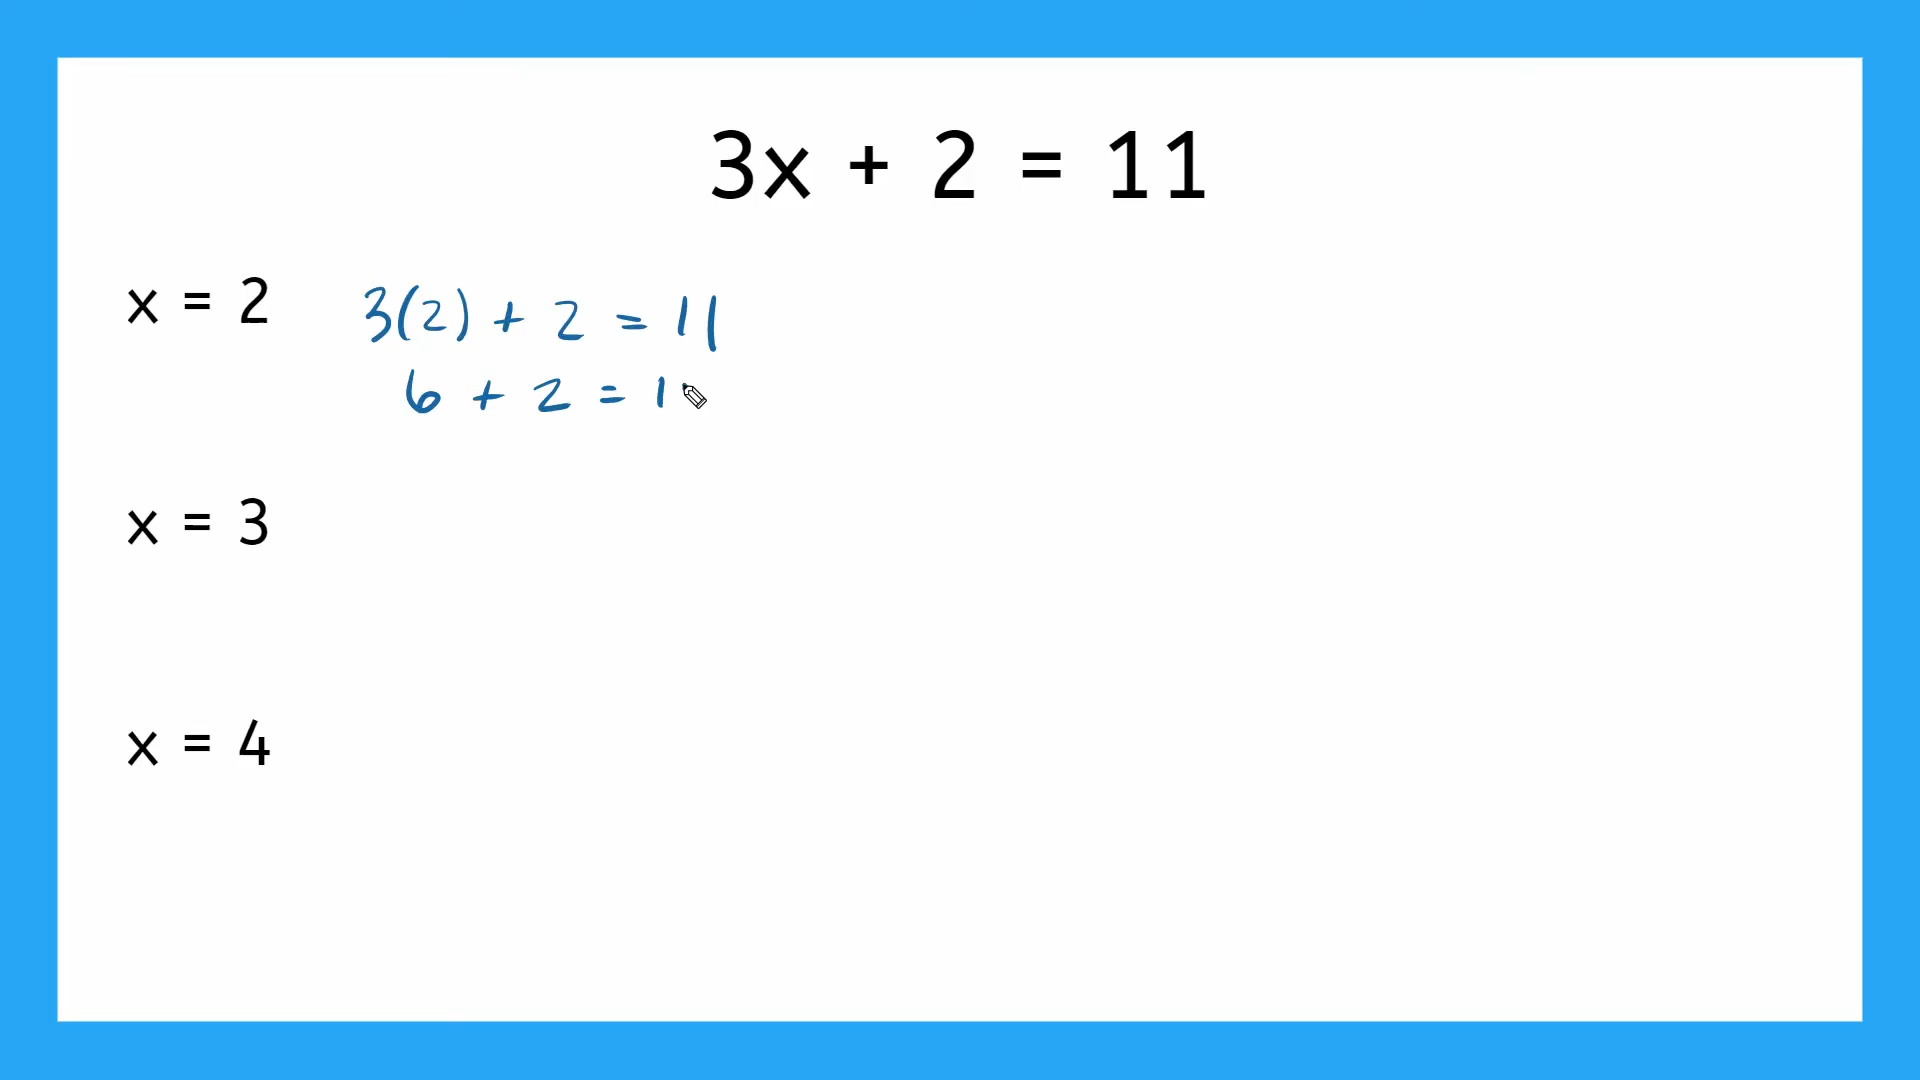 3x + 2 = 11
x = 2
3(2) + 2 = 11
6 + 2 = 1
x = 3
x = 4